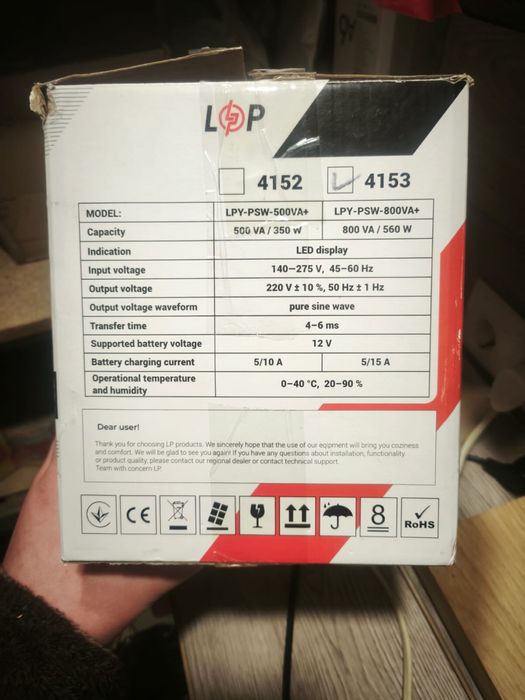 LP
4152 4153
MODEL: LPY-PSW-500VA+ LPY-PSW-800VA+
Capacity 500 VA / 350 W 800 VA / 560 W
Indication LED display
Input voltage 140–275 V, 45–60 Hz
Output voltage 220 V ± 10 %, 50 Hz ± 1 Hz
Output voltage waveform pure sine wave
Transfer time 4–6 ms
Supported battery voltage 12 V
Battery charging current 5/10 A 5/15 A
Operational temperature
and humidity 0–40 °C, 20–90 %
Dear user!
Thank you for choosing LP products. We sincerely hope that the use of our eqipment will bring you coziness
and comfort. We will be glad to see you again! If you have any questions about installation, functionality
or product quality, please contact our regional dealer or contact technical support.
Team with concern LP.
CE 8 RoHS